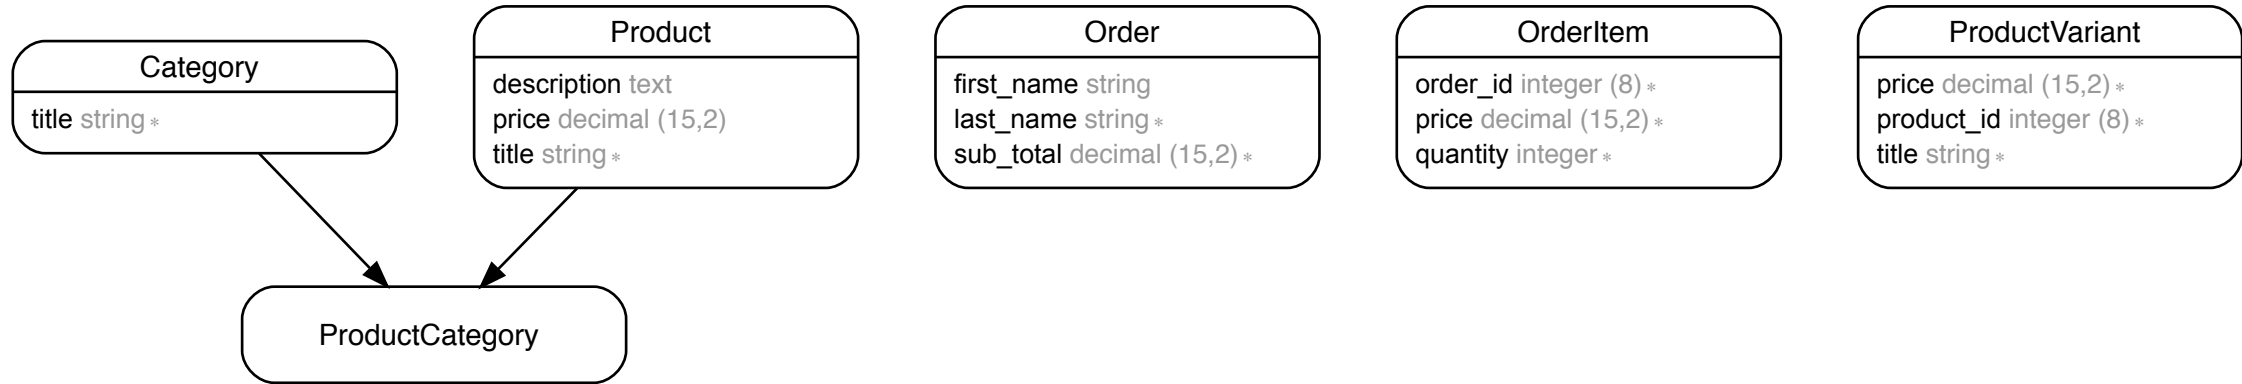 Category
title string *
Product
description text
price decimal (15,2)
title string *
Order
first_name string
last_name string *
sub_total decimal (15,2) *
OrderItem
order_id integer (8) *
price decimal (15,2) *
quantity integer *
ProductVariant
price decimal (15,2) *
product_id integer (8) *
title string *
ProductCategory